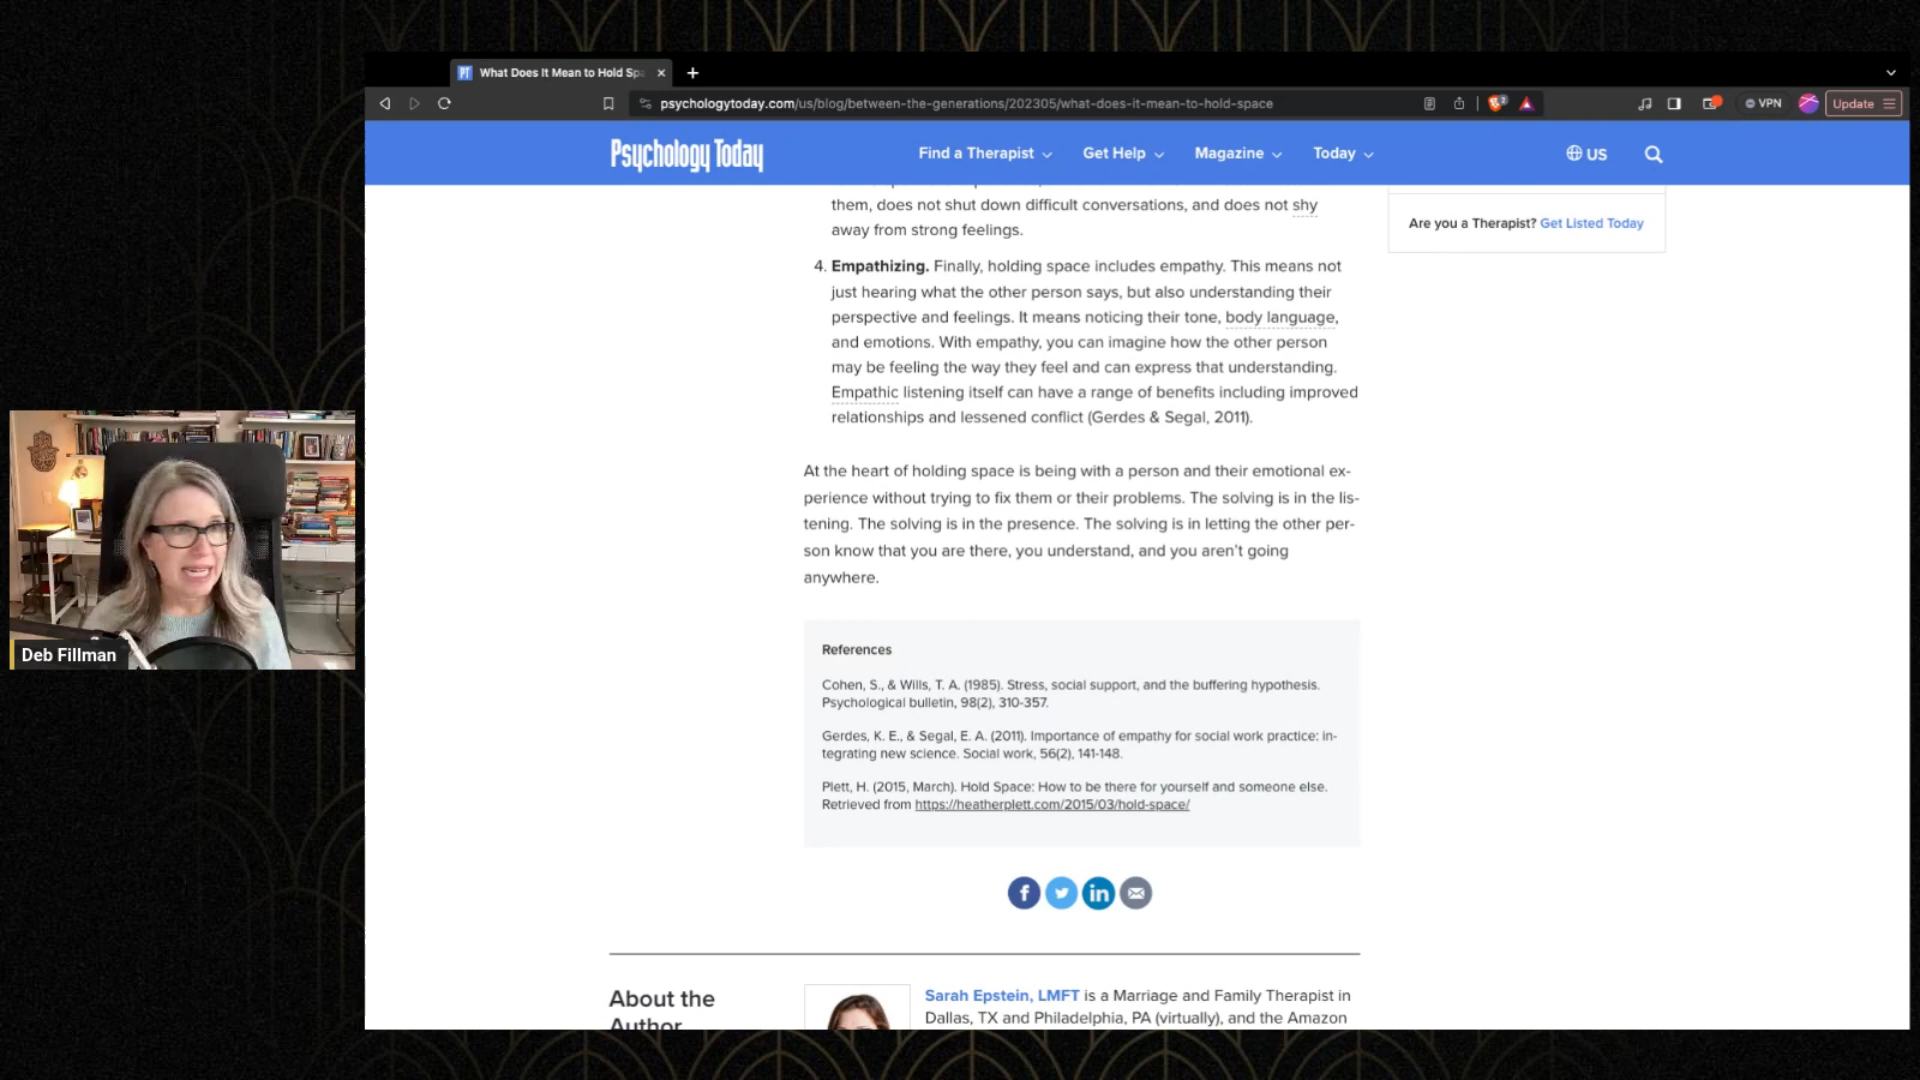 What Does It Mean to Hold Spa
psychologytoday.com/us/blog/between-the-generations/202305/what-does-it-mean-to-hold-space
VPN
Update
Psychology Today
Find a Therapist
Get Help
Magazine
Today
US
them, does not shut down difficult conversations, and does not shy
away from strong feelings.
Are you a Therapist? Get Listed Today
4. Empathizing. Finally, holding space includes empathy. This means not
just hearing what the other person says, but also understanding their
perspective and feelings. It means noticing their tone, body language,
and emotions. With empathy, you can imagine how the other person
may be feeling the way they feel and can express that understanding.
Empathic listening itself can have a range of benefits including improved
relationships and lessened conflict (Gerdes & Segal, 2011).
At the heart of holding space is being with a person and their emotional ex-
perience without trying to fix them or their problems. The solving is in the lis-
tening. The solving is in the presence. The solving is in letting the other per-
son know that you are there, you understand, and you aren't going
anywhere.
Deb Fillman
References
Cohen, S., & Wills, T. A. (1985). Stress, social support, and the buffering hypothesis.
Psychological bulletin, 98(2), 310-357.
Gerdes, K. E., & Segal, E. A. (2011). Importance of empathy for social work practice: in-
tegrating new science. Social work, 56(2), 141-148.
Plett, H. (2015, March). Hold Space: How to be there for yourself and someone else.
Retrieved from https://heatherplett.com/2015/03/hold-space/
About the
Author
Sarah Epstein, LMFT is a Marriage and Family Therapist in
Dallas, TX and Philadelphia, PA (virtually), and the Amazon